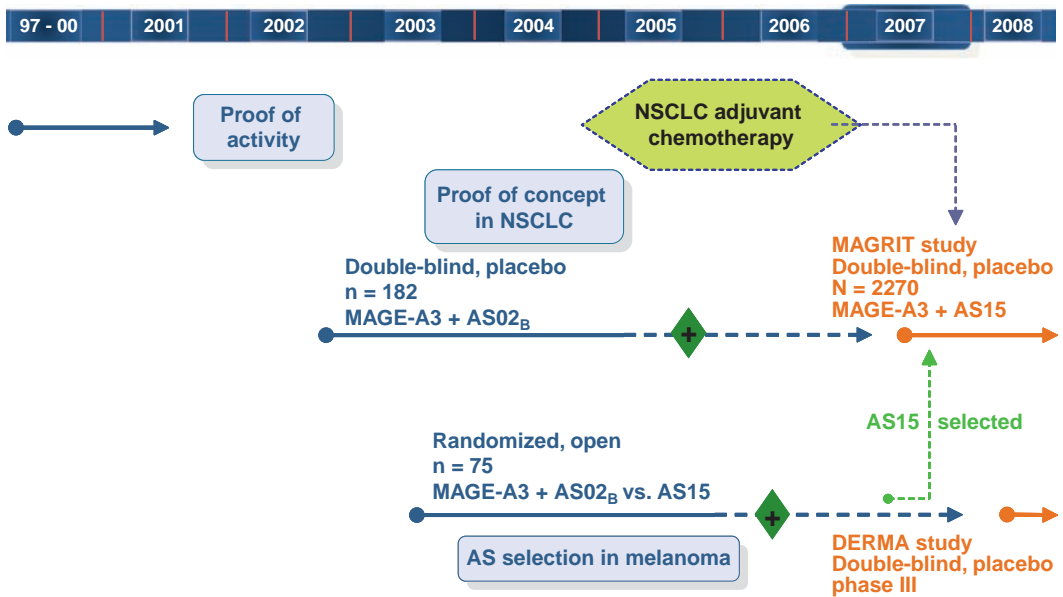 97 - 00 2001 2002 2003 2004 2005 2006 2007 2008
Proof of
activity
NSCLC adjuvant
chemotherapy
Proof of concept
in NSCLC
Double-blind, placebo
n = 182
MAGE-A3 + AS02B
+
MAGRIT study
Double-blind, placebo
N = 2270
MAGE-A3 + AS15
AS15 selected
Randomized, open
n = 75
MAGE-A3 + AS02B vs. AS15
+
AS selection in melanoma
DERMA study
Double-blind, placebo
phase III